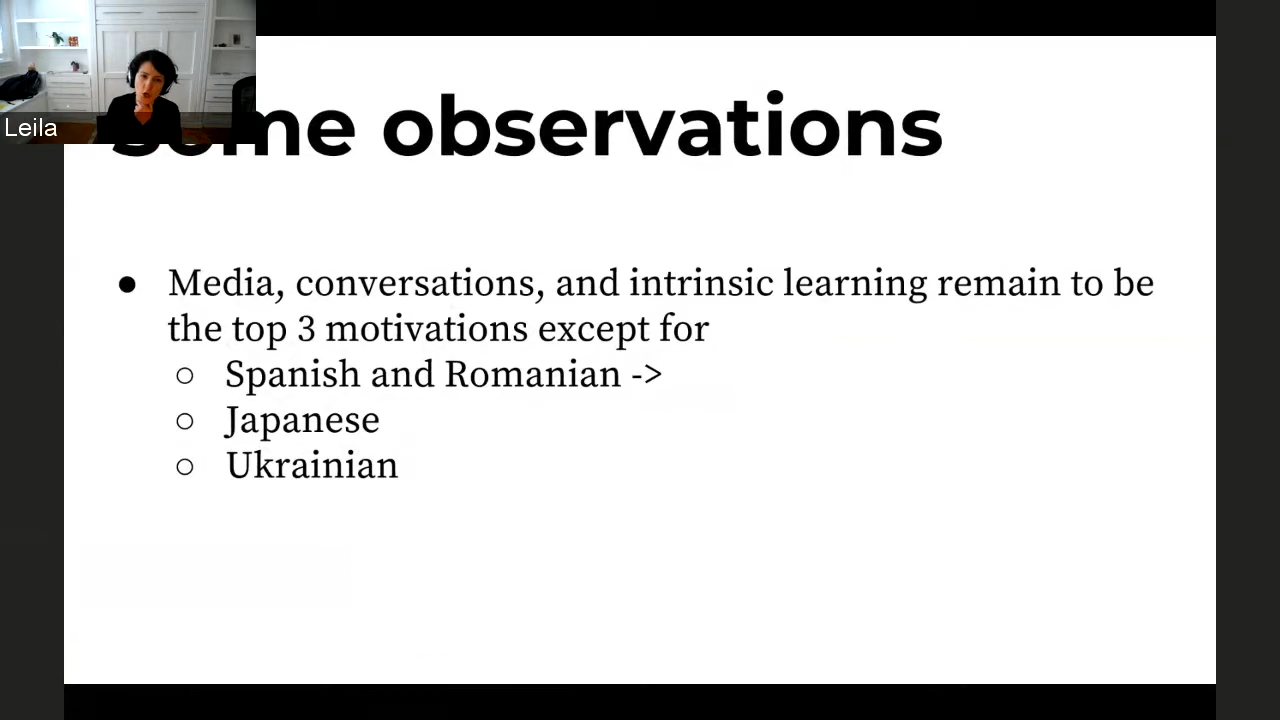 Leila
Some observations
● Media, conversations, and intrinsic learning remain to be
the top 3 motivations except for
○ Spanish and Romanian ->
○ Japanese
○ Ukrainian